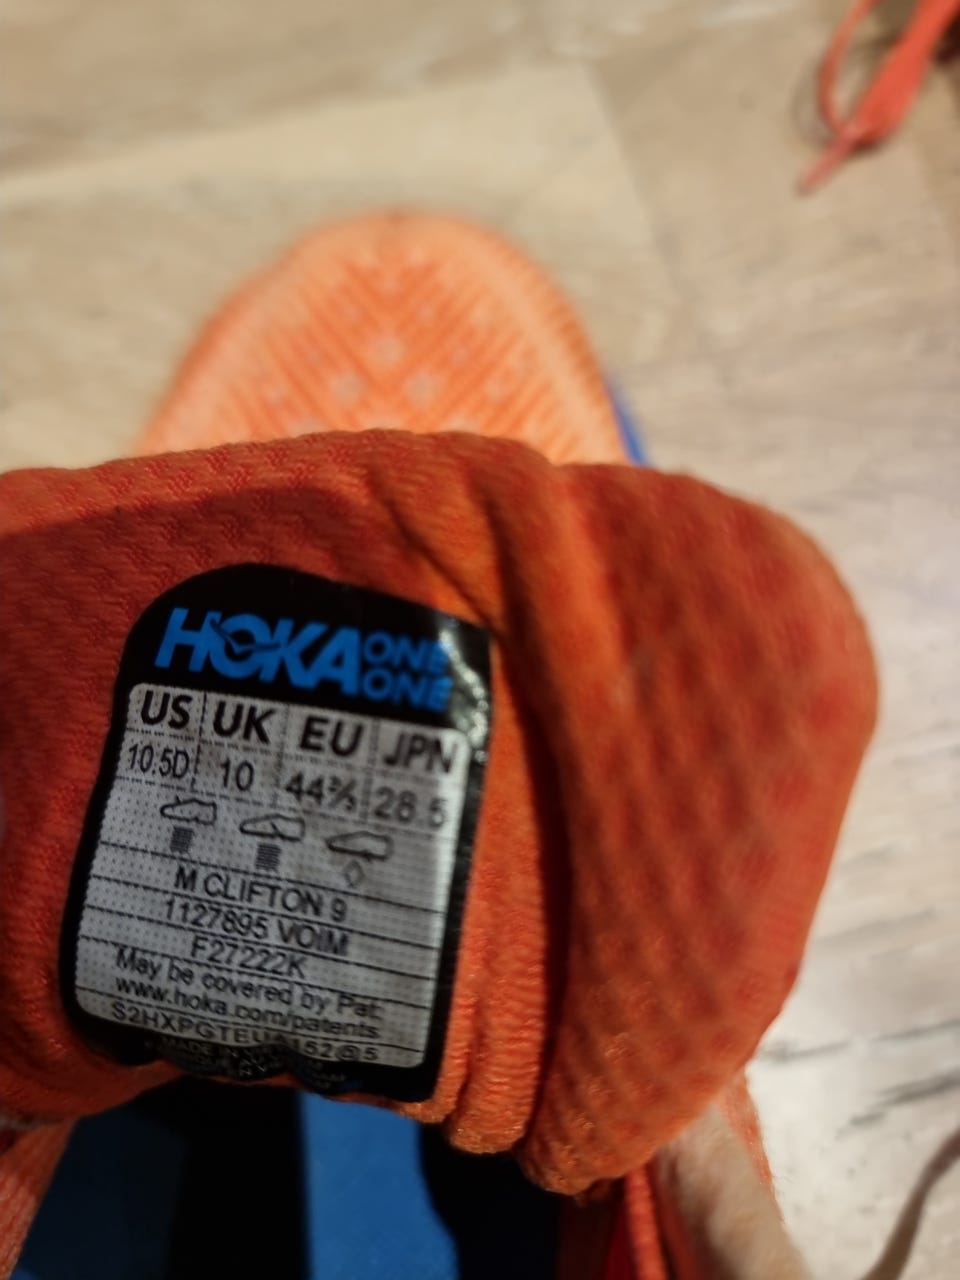 HOKA ONE ONE
US UK EU JPN
10.5D 10 44⅔ 28.5
M CLIFTON 9
1127895 VOIM
F27222K
May be covered by Pat:
www.hoka.com/patents